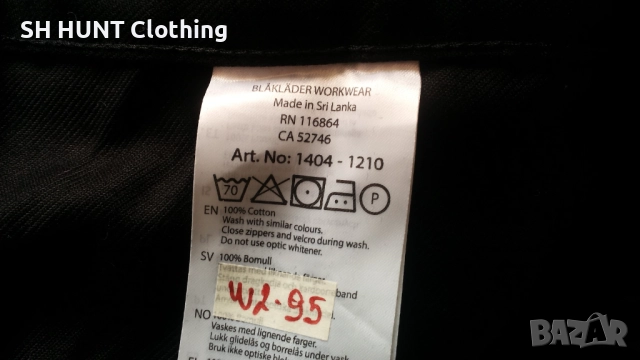 SH HUNT Clothing
BLÅKLÄDER WORKWEAR
Made in Sri Lanka
RN 116864
CA 52746
Art. No: 1404 - 1210
70
P
EN 100% Cotton
Wash with similar colours.
Close zippers and velcro during wash.
Do not use optic whitener.
SV 100% Bomull
band
W2-95
NO
Vaskes med lignende farger.
Lukk glidelås og borrelås under vask.
Bruk ikke optiske
bazar